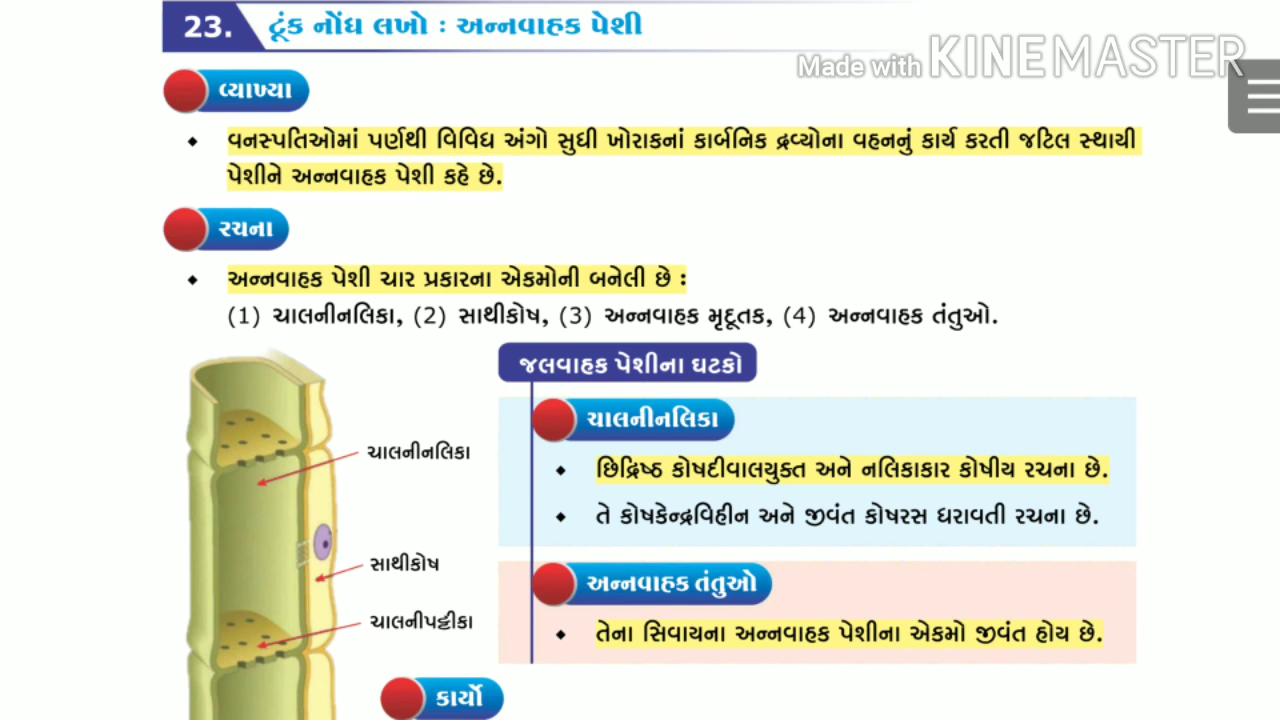 23. ટૂંક નોંધ લખો : અન્નવાહક પેશી
Made with KINEMASTER
વ્યાખ્યા
વનસ્પતિઓમાં પર્ણથી વિવિધ અંગો સુધી ખોરાકનાં કાર્બનિક દ્રવ્યોના વહનનું કાર્ય કરતી જટિલ સ્થાયી
પેશીને અન્નવાહક પેશી કહે છે.
રચના
અન્નવાહક પેશી ચાર પ્રકારના એકમોની બનેલી છે :
(1) ચાલનીનલિકા, (2) સાથીકોષ, (3) અન્નવાહક મૃદૂતક, (4) અન્નવાહક તંતુઓ.
જલવાહક પેશીના ઘટકો
ચાલનીનલિકા
છિદ્રિષ્ઠ કોષદીવાલયુક્ત અને નલિકાકાર કોષીય રચના છે.
તે કોષકેન્દ્રવિહીન અને જીવંત કોષરસ ધરાવતી રચના છે.
અન્નવાહક તંતુઓ
તેના સિવાયના અન્નવાહક પેશીના એકમો જીવંત હોય છે.
ચાલનીનલિકા
સાથીકોષ
ચાલનીપટ્ટીકા
કાર્યો